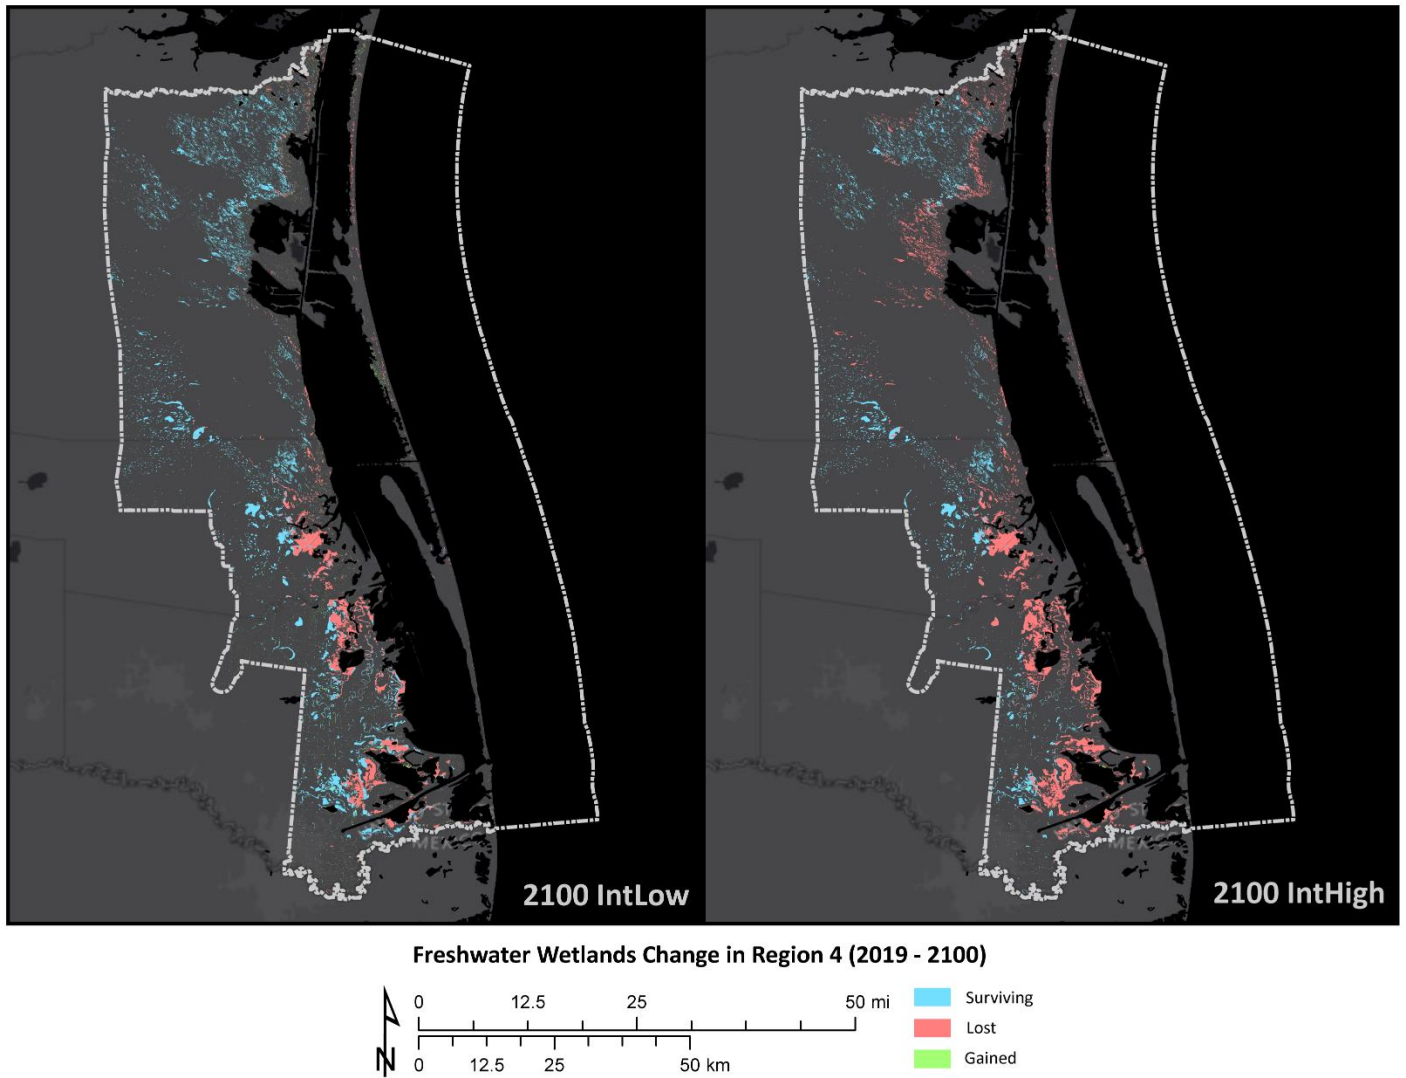 2100 IntLow
2100 IntHigh
Freshwater Wetlands Change in Region 4 (2019 - 2100)
N
0 12.5 25 50 mi
0 12.5 25 50 km
Surviving
Lost
Gained